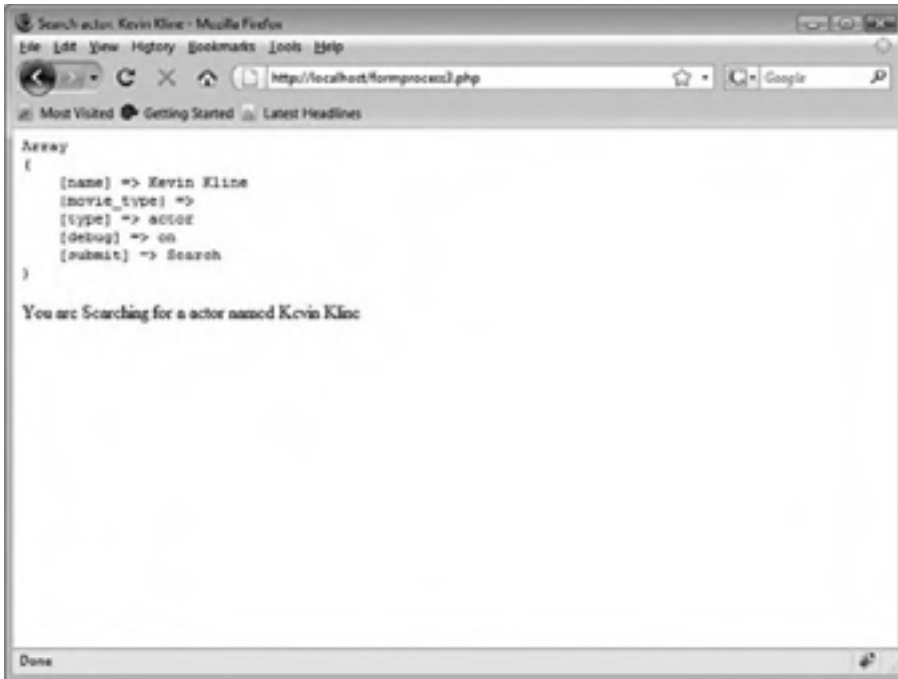 Search actor: Kevin Kline - Mozilla Firefox
File Edit View History Bookmarks Tools Help
http://localhost/formprocess3.php
Google
Most Visited Getting Started Latest Headlines
Array
(
[name] => Kevin Kline
[movie_type] =>
[type] => actor
[debug] => on
[submit] => Search
)
You are Searching for a actor named Kevin Kline
Done